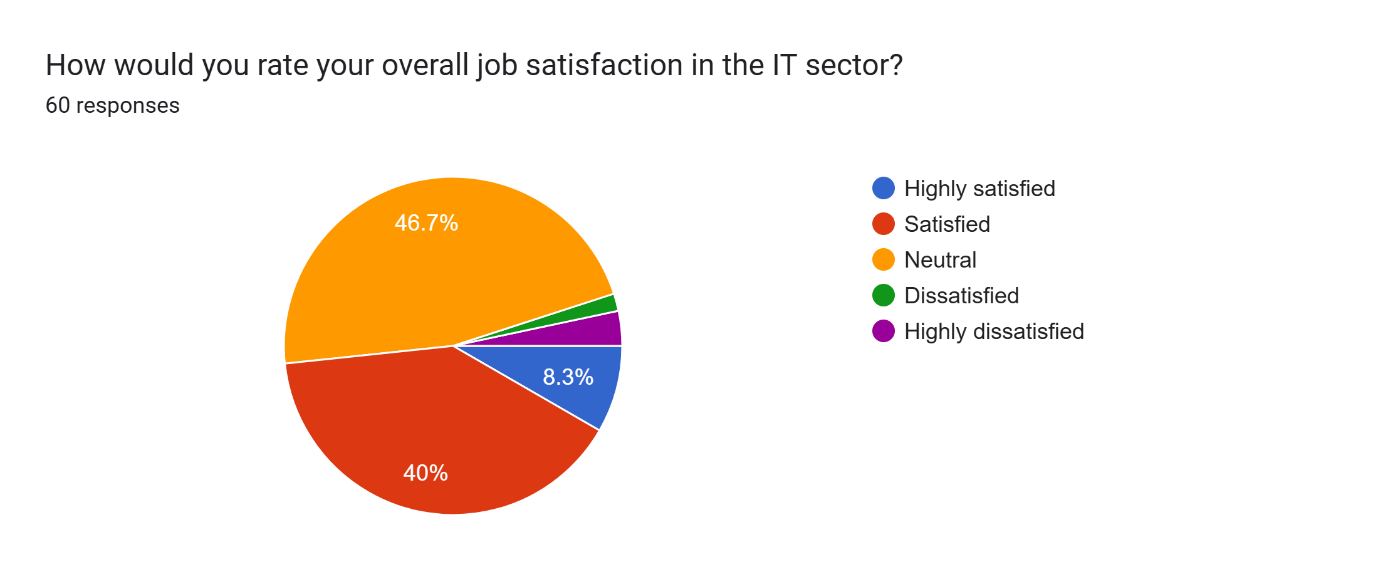 How would you rate your overall job satisfaction in the IT sector?
60 responses
46.7%
8.3%
40%
Highly satisfied
Satisfied
Neutral
Dissatisfied
Highly dissatisfied